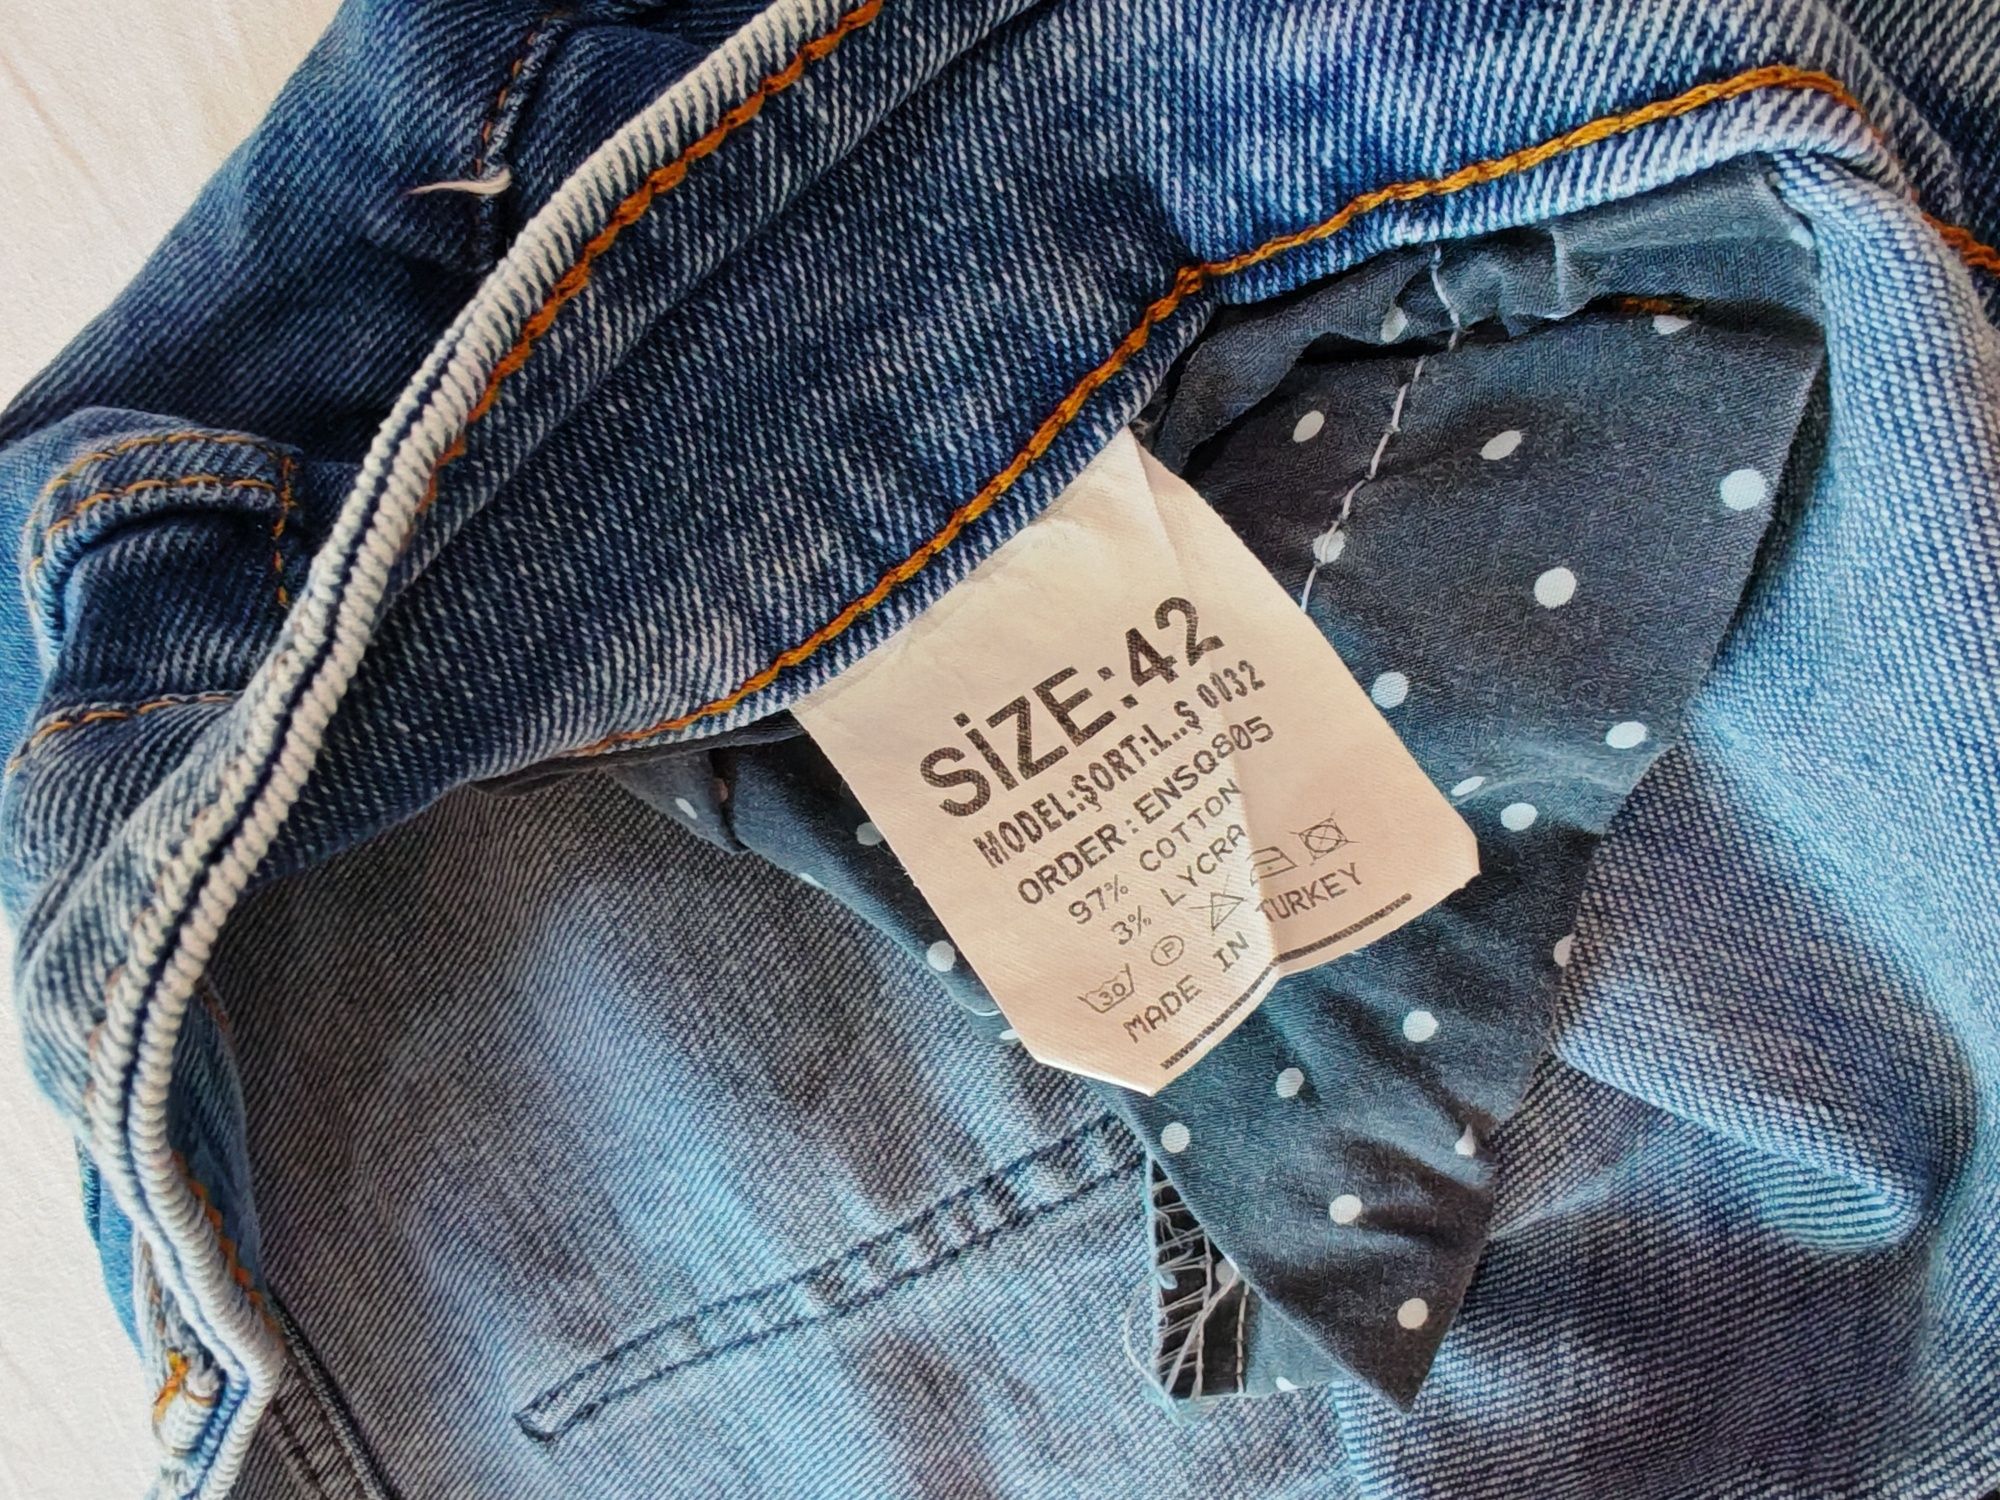 SİZE:42
MODEL:ŞORT:L..$ 0032
ORDER:ENSQ805
97% COTTON
3% LYCRA
30 P
MADE IN TURKEY